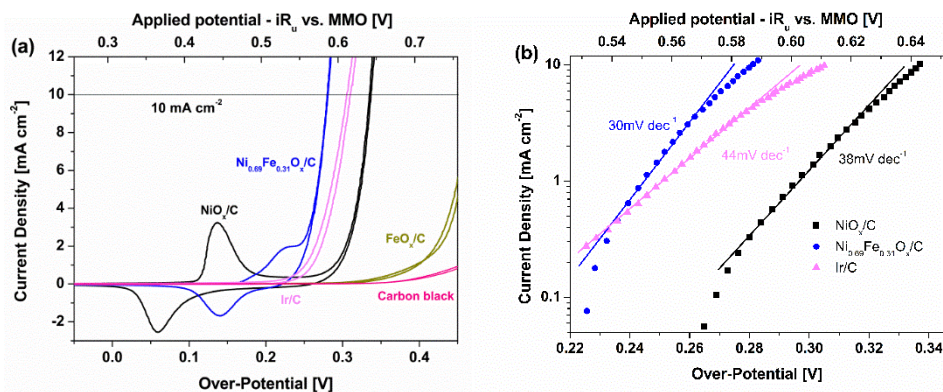 Applied potential - iRu vs. MMO [V]
0.3 0.4 0.5 0.6 0.7
(a)
12
10
8
6
4
2
0
-2
10 mA cm-2
Ni0.69Fe0.31Ox/C
NiOx/C
FeOx/C
Ir/C
Carbon black
Current Density [mA cm-2]
0.0 0.1 0.2 0.3 0.4
Over-Potential [V]
Applied potential - iRu vs. MMO [V]
0.54 0.56 0.58 0.60 0.62 0.64
(b)
10
1
0.1
30mV dec-1
44mV dec-1
38mV dec-1
NiOx/C
Ni0.69Fe0.31Ox/C
Ir/C
Current Density [mA cm-2]
0.22 0.24 0.26 0.28 0.30 0.32 0.34
Over-Potential [V]